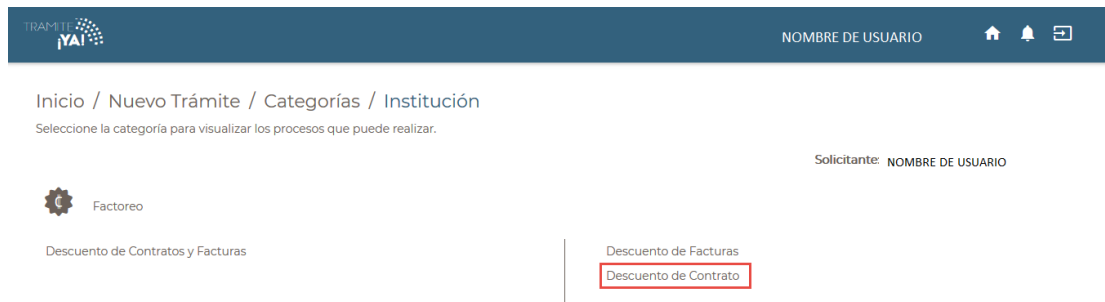 TRAMITE
¡YA!
NOMBRE DE USUARIO
Inicio / Nuevo Trámite / Categorías / Institución
Seleccione la categoría para visualizar los procesos que puede realizar.
Solicitante: NOMBRE DE USUARIO
₡ Factoreo
Descuento de Contratos y Facturas
Descuento de Facturas
Descuento de Contrato